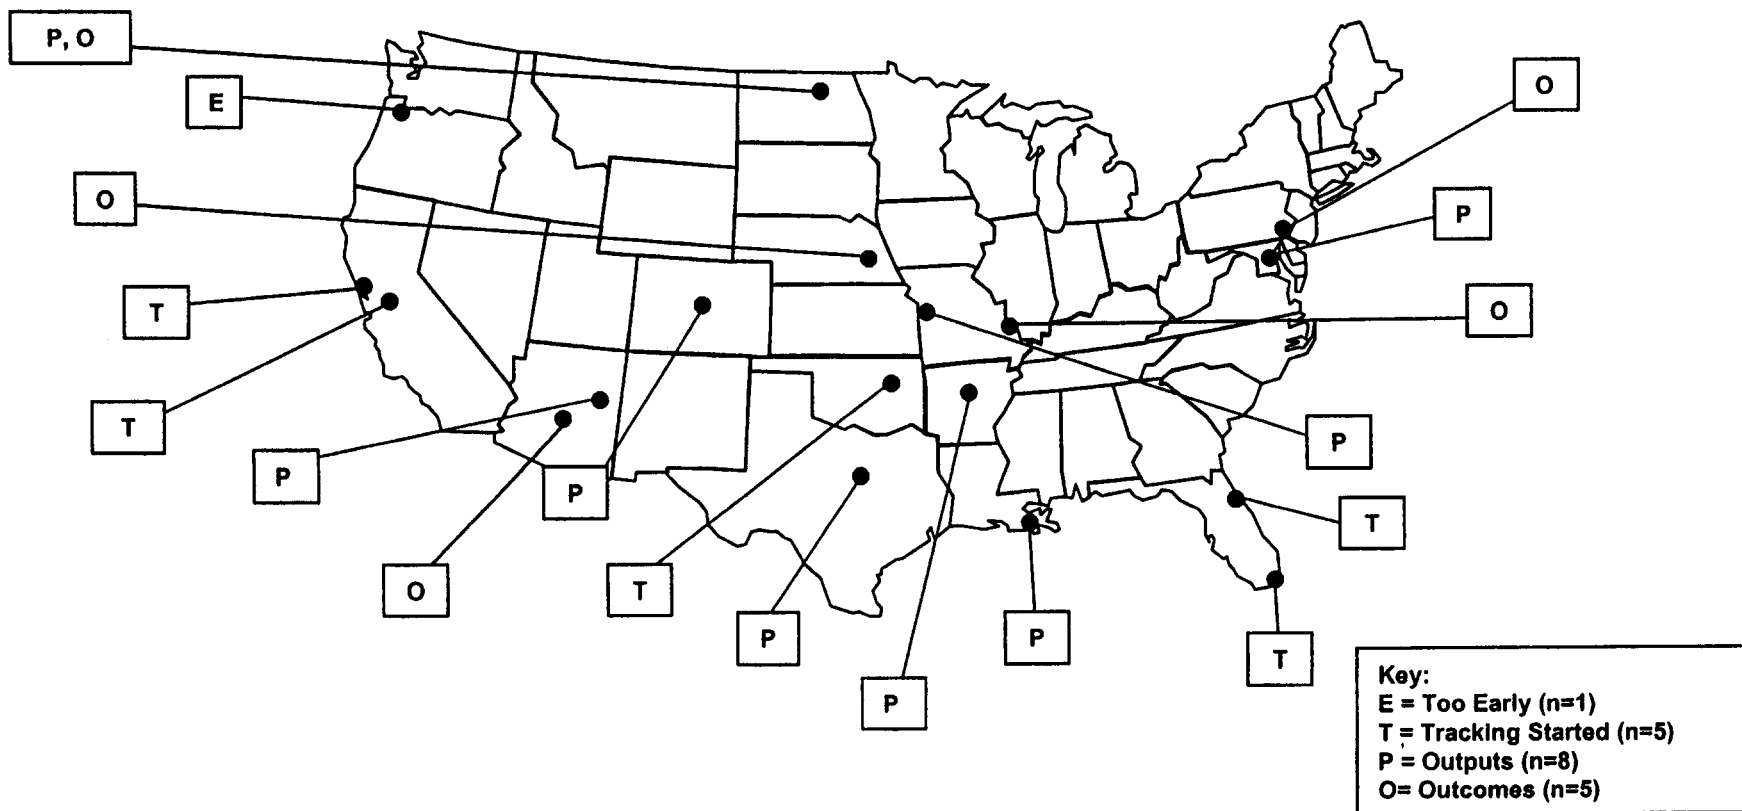 P, O
E
O
O
P
T
O
T
P
P
P
T
O
T
P
P
P
T
Key:
E = Too Early (n=1)
T = Tracking Started (n=5)
P = Outputs (n=8)
O= Outcomes (n=5)